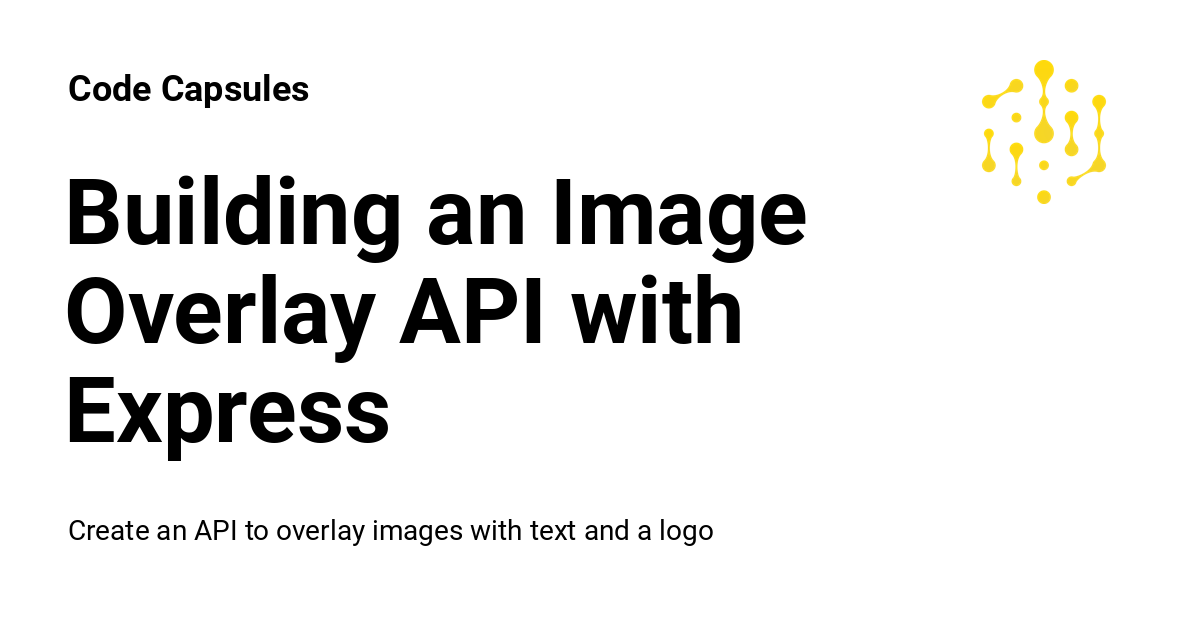 Code Capsules
Building an Image
Overlay API with
Express
Create an API to overlay images with text and a logo